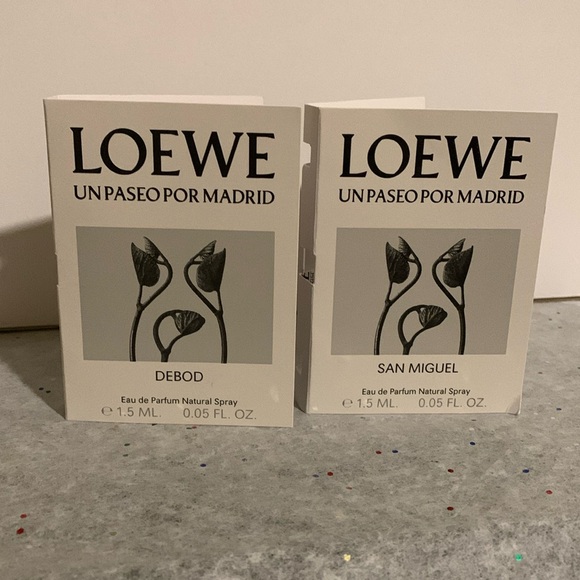 LOEWE
UN PASEO POR MADRID
DEBOD
Eau de Parfum Natural Spray
℮ 1.5 ML. 0.05 FL. OZ.
LOEWE
UN PASEO POR MADRID
SAN MIGUEL
Eau de Parfum Natural Spray
℮ 1.5 ML. 0.05 FL. OZ.